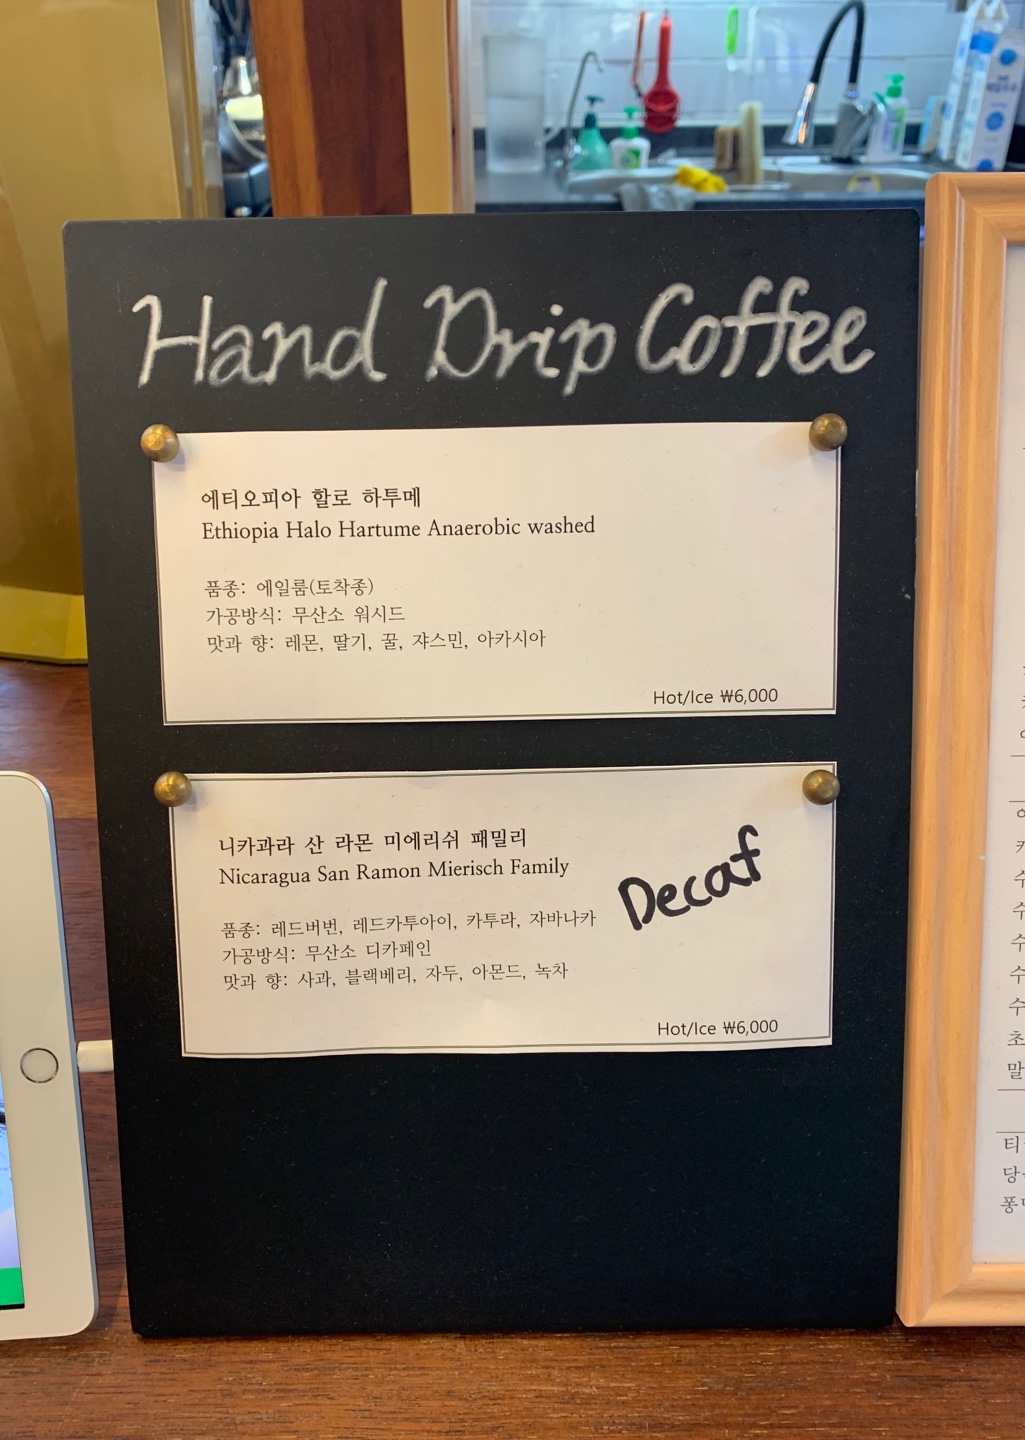 Hand Drip Coffee
에티오피아 할로 하투메
Ethiopia Halo Hartume Anaerobic washed
품종: 에일룸(토착종)
가공방식: 무산소 워시드
맛과 향: 레몬, 딸기, 꿀, 쟈스민, 아카시아
Hot/Ice ₩6,000
니카과라 산 라몬 미에리쉬 패밀리
Nicaragua San Ramon Mierisch Family
Decaf
품종: 레드버번, 레드카투아이, 카투라, 자바나카
가공방식: 무산소 디카페인
맛과 향: 사과, 블랙베리, 자두, 아몬드, 녹차
Hot/Ice ₩6,000